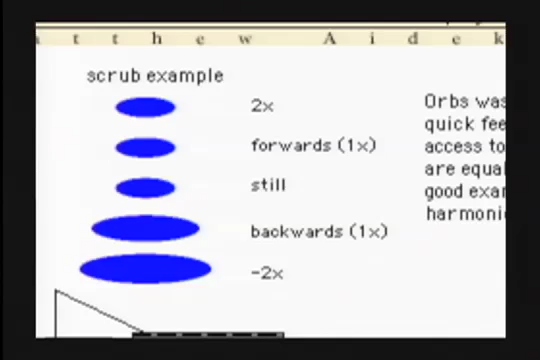 a t t h e w A i d e k
scrub example
2x
forwards (1x)
still
backwards (1x)
-2x
Orbs was
quick fee
access to
are equal
good exam
harmonic